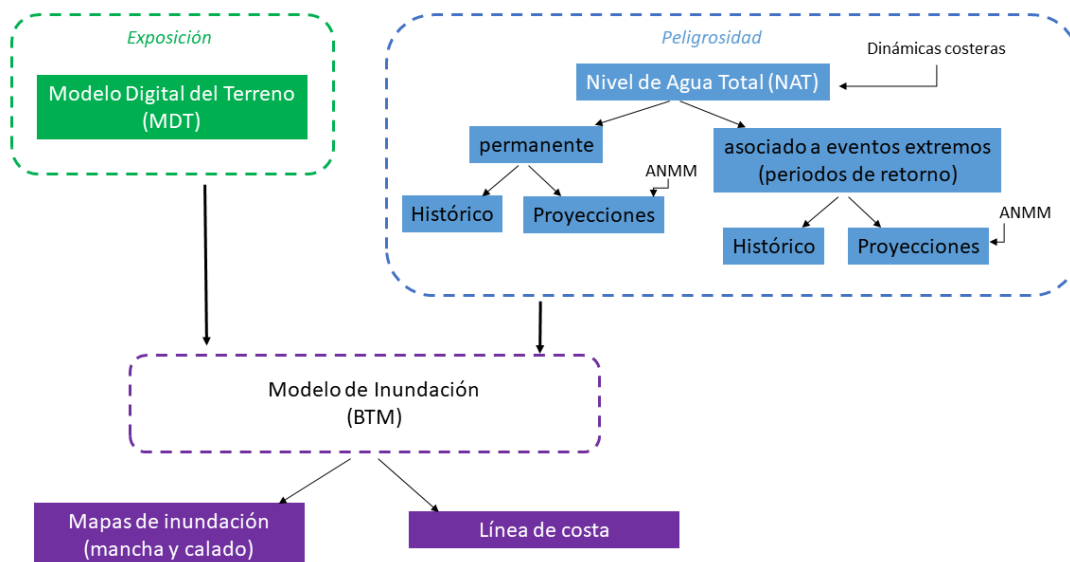 Exposición
Modelo Digital del Terreno
(MDT)
Peligrosidad
Dinámicas costeras
Nivel de Agua Total (NAT)
permanente
asociado a eventos extremos
(periodos de retorno)
ANMM
Histórico
Proyecciones
ANMM
Histórico
Proyecciones
Modelo de Inundación
(BTM)
Mapas de inundación
(mancha y calado)
Línea de costa